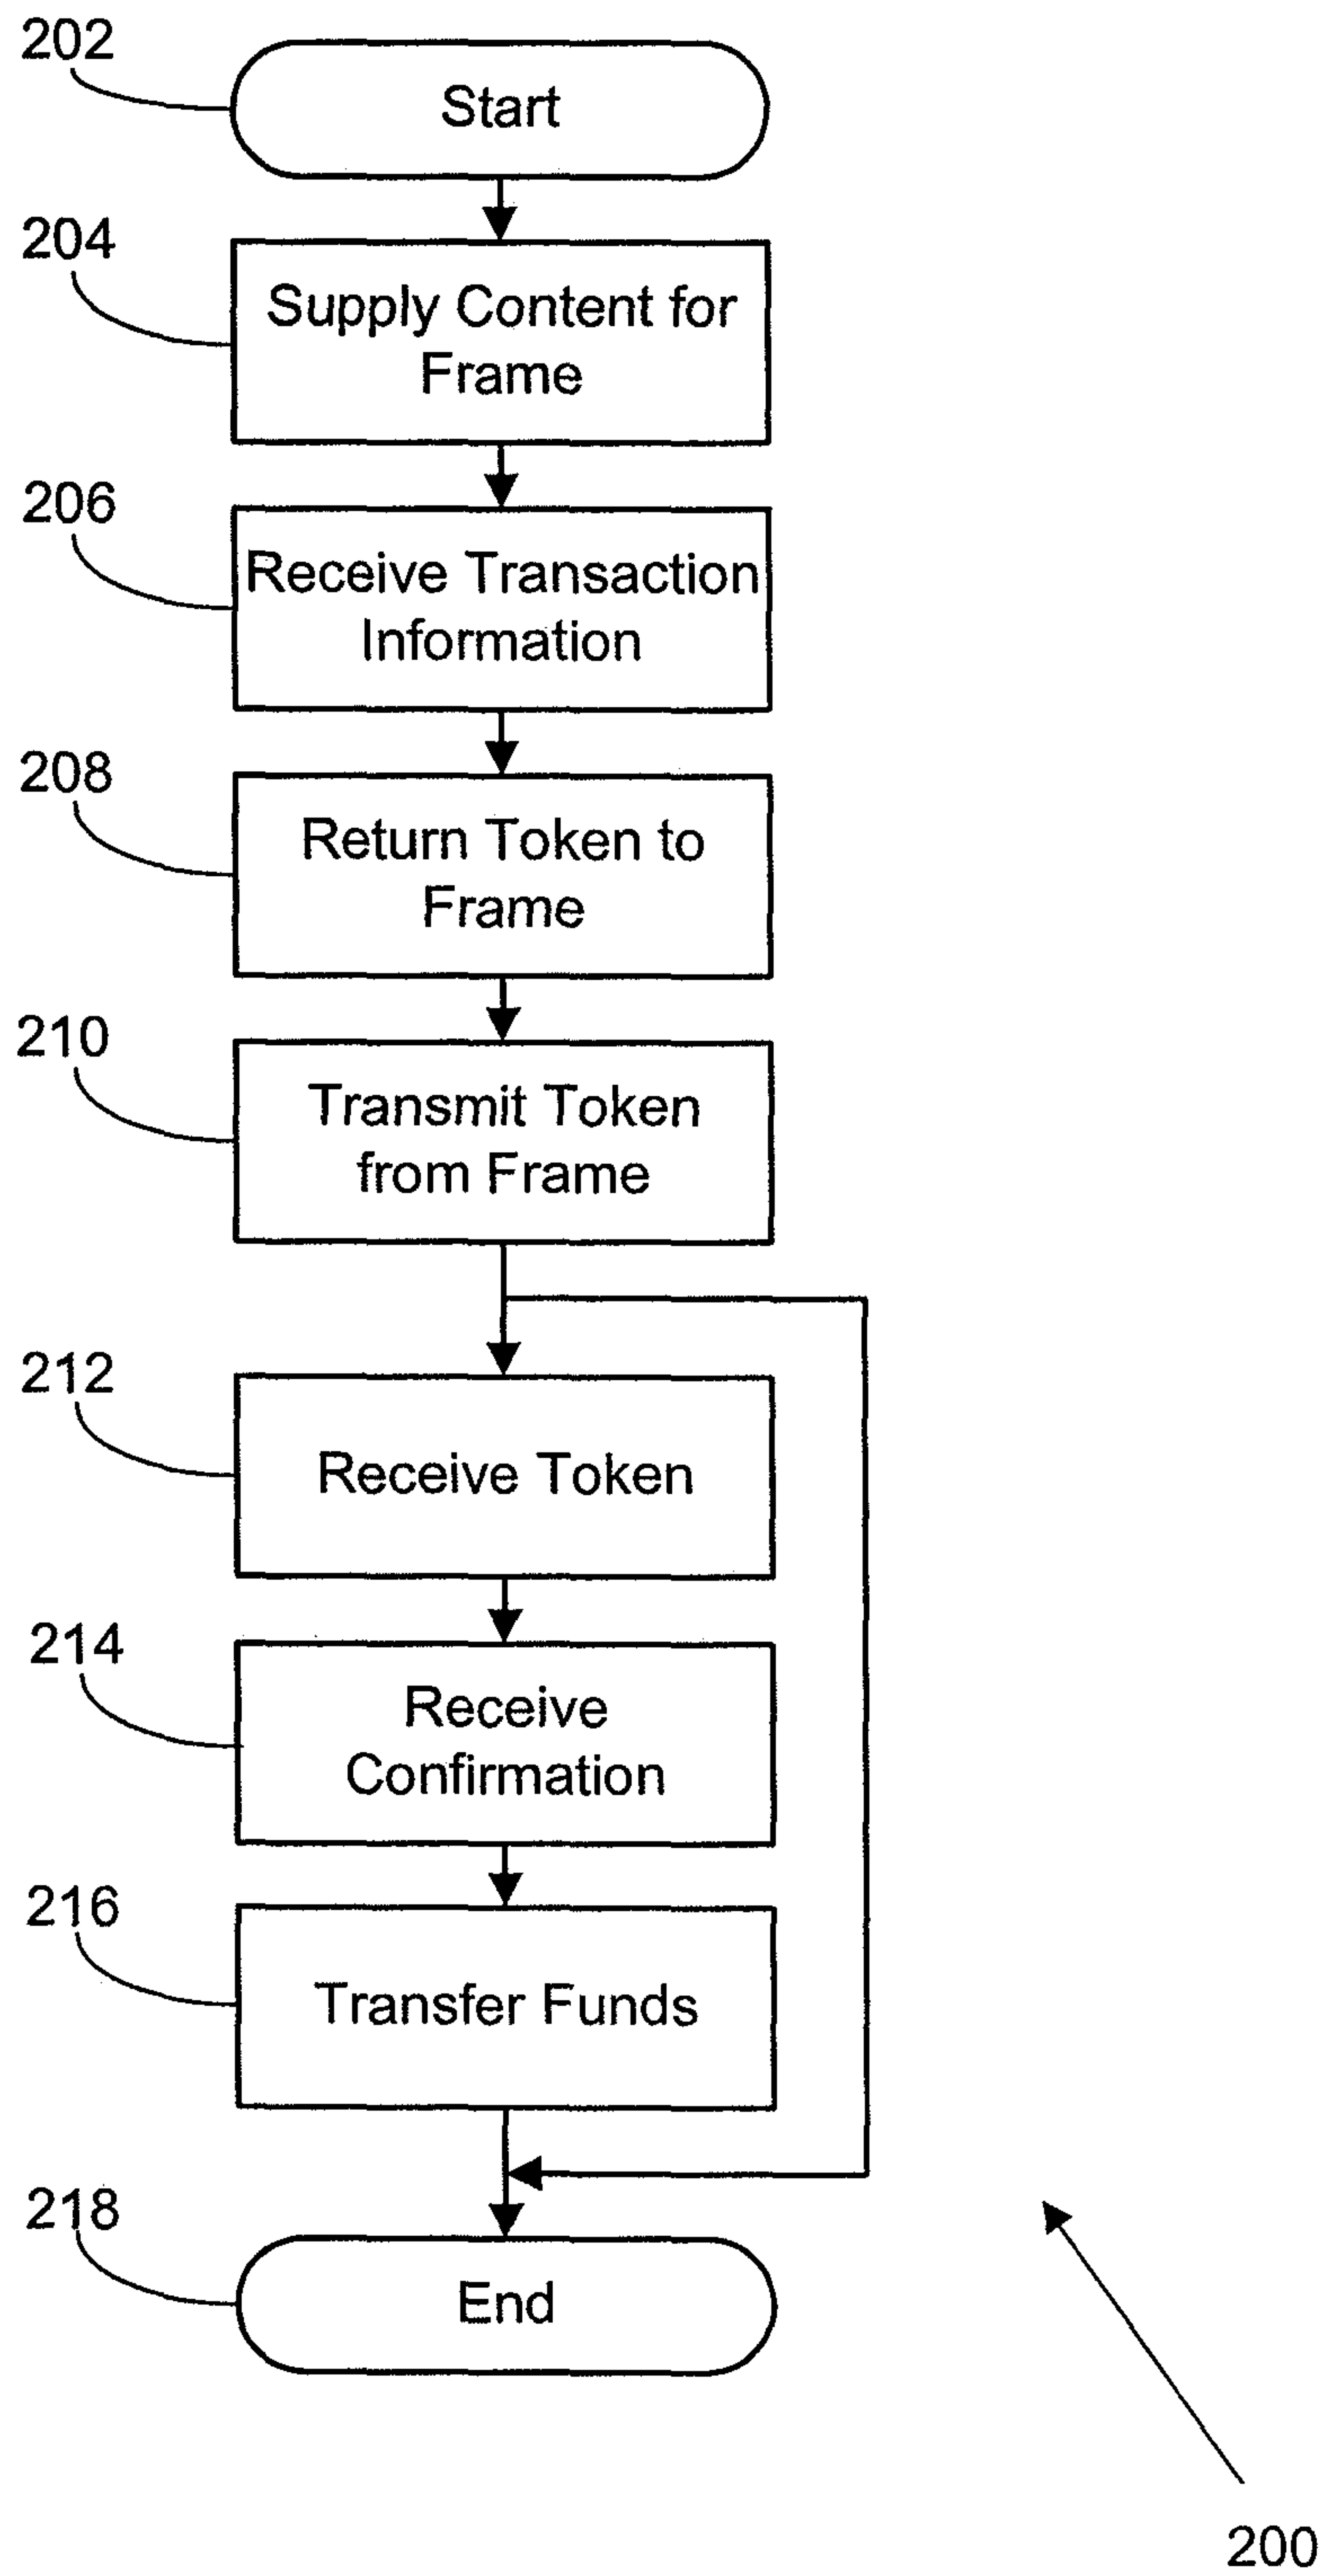 202
Start
204
Supply Content for
Frame
206
Receive Transaction
Information
208
Return Token to
Frame
210
Transmit Token
from Frame
212
Receive Token
214
Receive
Confirmation
216
Transfer Funds
218
End
200